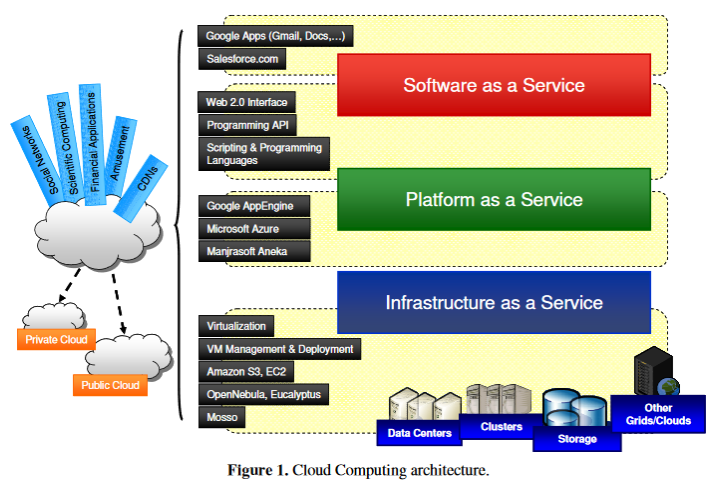 Social Networks
Scientific Computing
Financial Applications
Amusement
CDNs
Private Cloud
Public Cloud
Google Apps (Gmail, Docs,...)
Salesforce.com
Software as a Service
Web 2.0 Interface
Programming API
Scripting & Programming
Languages
Platform as a Service
Google AppEngine
Microsoft Azure
Manjrasoft Aneka
Infrastructure as a Service
Virtualization
VM Management & Deployment
Amazon S3, EC2
OpenNebula, Eucalyptus
Mosso
Data Centers
Clusters
Storage
Other
Grids/Clouds
Figure 1. Cloud Computing architecture.